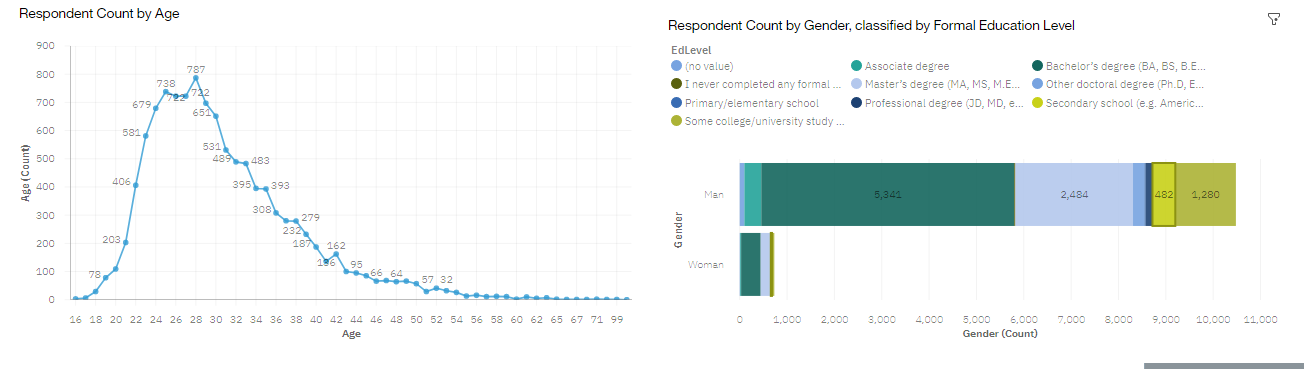 Respondent Count by Age
900
800
700
600
500
400
300
200
100
0
Age (Count)
78
203
406
581
679
738
722
722
787
651
531
489
483
395
393
308
279
232
187
136
162
95
66
64
57
32
16 18 20 22 24 26 28 30 32 34 36 38 40 42 44 46 48 50 52 54 56 58 60 62 65 67 71 99
Age
Respondent Count by Gender, classified by Formal Education Level
EdLevel
(no value)
Associate degree
Bachelor's degree (BA, BS, B.E...
I never completed any formal ...
Master's degree (MA, MS, M.E...
Other doctoral degree (Ph.D, E...
Primary/elementary school
Professional degree (JD, MD, e...
Secondary school (e.g. Americ...
Some college/university study ...
Gender
Man
5,341
2,484
482
1,280
Woman
0 1,000 2,000 3,000 4,000 5,000 6,000 7,000 8,000 9,000 10,000 11,000
Gender (Count)